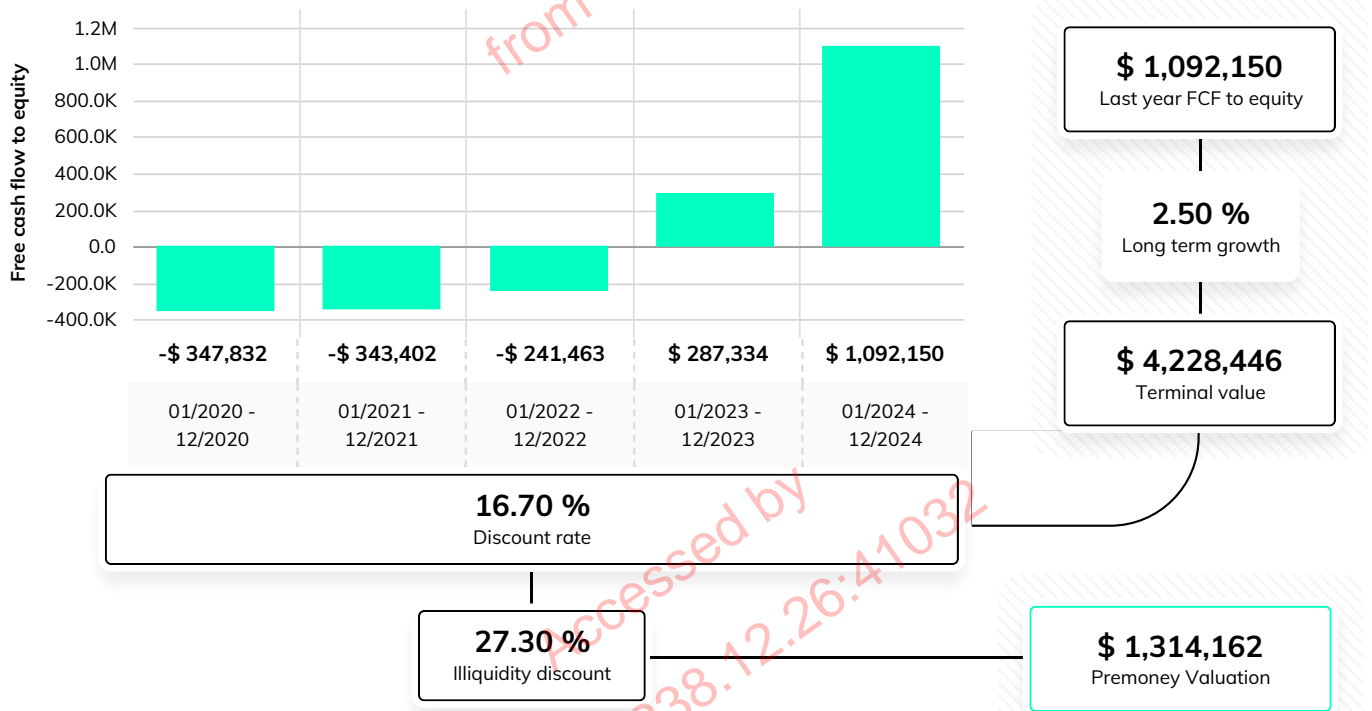 Free cash flow to equity
1.2M
1.0M
800.0K
600.0K
400.0K
200.0K
0.0
-200.0K
-400.0K
-$ 347,832
-$ 343,402
-$ 241,463
$ 287,334
$ 1,092,150
01/2020 -
12/2020
01/2021 -
12/2021
01/2022 -
12/2022
01/2023 -
12/2023
01/2024 -
12/2024
$ 1,092,150
Last year FCF to equity
2.50 %
Long term growth
$ 4,228,446
Terminal value
16.70 %
Discount rate
27.30 %
Illiquidity discount
$ 1,314,162
Premoney Valuation
from
Accessed by
38.12.26:41032